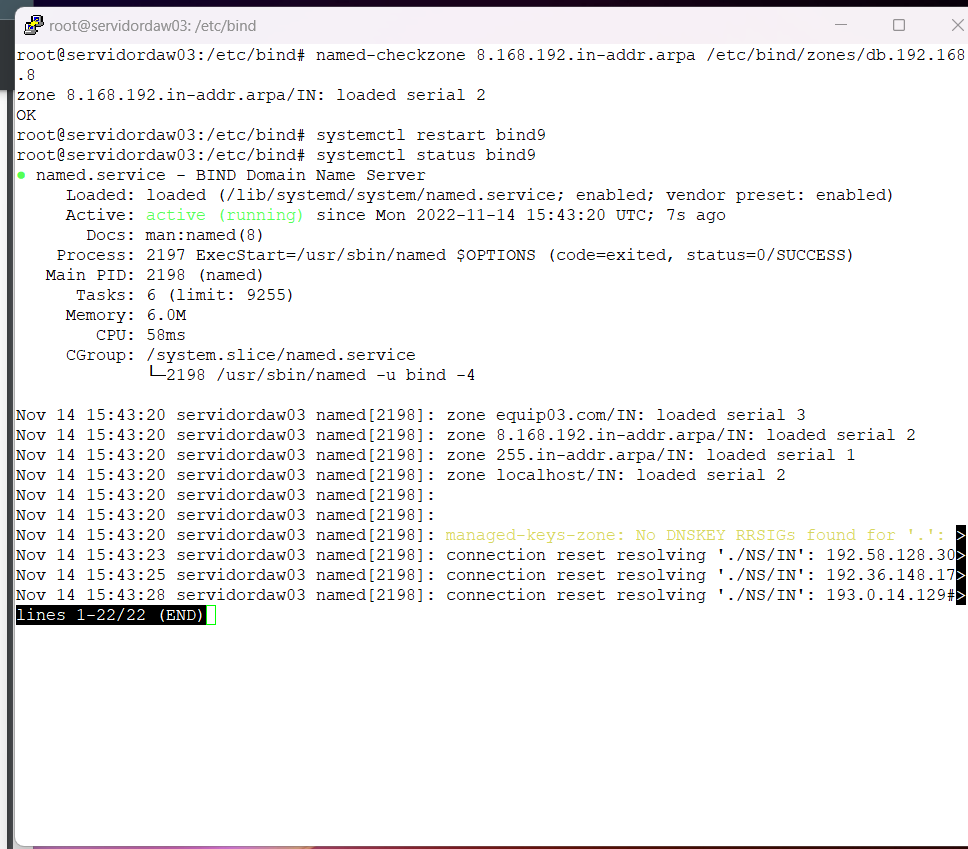 root@servidordaw03: /etc/bind
root@servidordaw03:/etc/bind# named-checkzone 8.168.192.in-addr.arpa /etc/bind/zones/db.192.168
.8
zone 8.168.192.in-addr.arpa/IN: loaded serial 2
OK
root@servidordaw03:/etc/bind# systemctl restart bind9
root@servidordaw03:/etc/bind# systemctl status bind9
● named.service - BIND Domain Name Server
Loaded: loaded (/lib/systemd/system/named.service; enabled; vendor preset: enabled)
Active: active (running) since Mon 2022-11-14 15:43:20 UTC; 7s ago
Docs: man:named(8)
Process: 2197 ExecStart=/usr/sbin/named $OPTIONS (code=exited, status=0/SUCCESS)
Main PID: 2198 (named)
Tasks: 6 (limit: 9255)
Memory: 6.0M
CPU: 58ms
CGroup: /system.slice/named.service
└─2198 /usr/sbin/named -u bind -4
Nov 14 15:43:20 servidordaw03 named[2198]: zone equip03.com/IN: loaded serial 3
Nov 14 15:43:20 servidordaw03 named[2198]: zone 8.168.192.in-addr.arpa/IN: loaded serial 2
Nov 14 15:43:20 servidordaw03 named[2198]: zone 255.in-addr.arpa/IN: loaded serial 1
Nov 14 15:43:20 servidordaw03 named[2198]: zone localhost/IN: loaded serial 2
Nov 14 15:43:20 servidordaw03 named[2198]:
Nov 14 15:43:20 servidordaw03 named[2198]:
Nov 14 15:43:20 servidordaw03 named[2198]: managed-keys-zone: No DNSKEY RRSIGs found for '.': >
Nov 14 15:43:23 servidordaw03 named[2198]: connection reset resolving './NS/IN': 192.58.128.30>
Nov 14 15:43:25 servidordaw03 named[2198]: connection reset resolving './NS/IN': 192.36.148.17>
Nov 14 15:43:28 servidordaw03 named[2198]: connection reset resolving './NS/IN': 193.0.14.129#>
lines 1-22/22 (END)